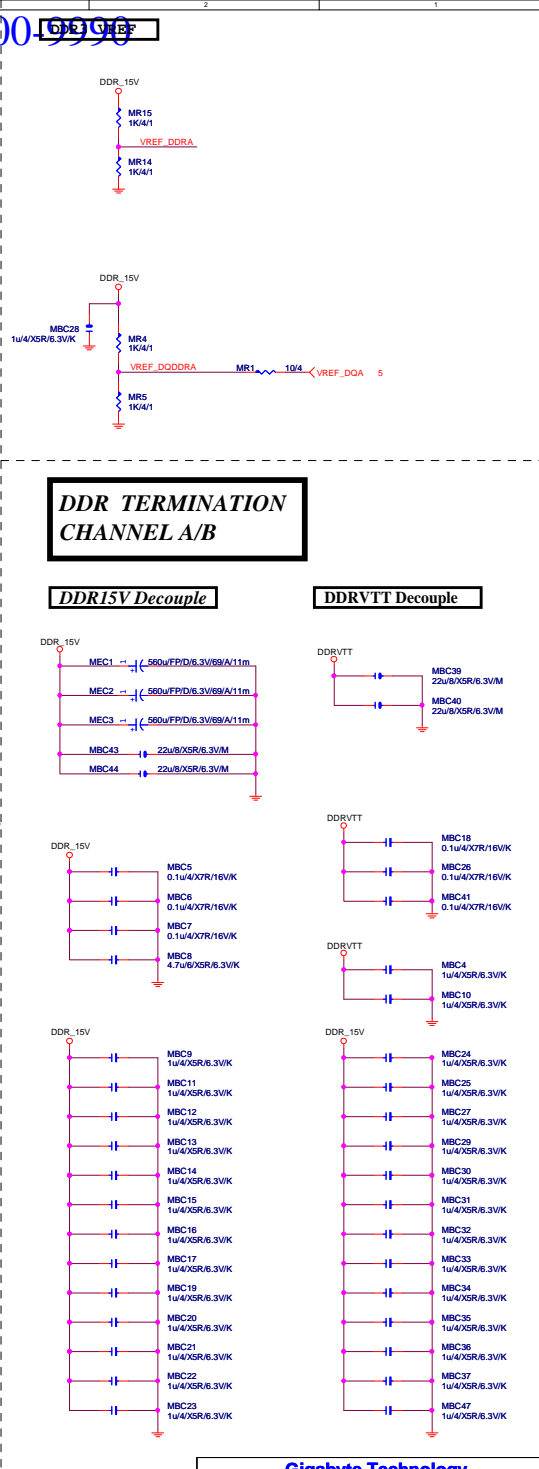 2
1
00-9990
DDR3 VREF
DDR_15V
MR15
1K/4/1
VREF_DDRA
MR14
1K/4/1
DDR_15V
MBC28
1u/4/X5R/6.3V/K
MR4
1K/4/1
VREF_DQDDRA
MR1
10/4
VREF_DQA 5
MR5
1K/4/1
DDR TERMINATION
CHANNEL A/B
DDR15V Decouple
DDR_15V
MEC1 1 560u/FP/D/6.3V/69/A/11m
+
MEC2 1 560u/FP/D/6.3V/69/A/11m
+
MEC3 1 560u/FP/D/6.3V/69/A/11m
+
MBC43 22u/8/X5R/6.3V/M
MBC44 22u/8/X5R/6.3V/M
DDRVTT Decouple
DDRVTT
MBC39
22u/8/X5R/6.3V/M
MBC40
22u/8/X5R/6.3V/M
DDR_15V
MBC5
0.1u/4/X7R/16V/K
MBC6
0.1u/4/X7R/16V/K
MBC7
0.1u/4/X7R/16V/K
MBC8
4.7u/6/X5R/6.3V/K
DDRVTT
MBC18
0.1u/4/X7R/16V/K
MBC26
0.1u/4/X7R/16V/K
MBC41
0.1u/4/X7R/16V/K
DDRVTT
MBC4
1u/4/X5R/6.3V/K
MBC10
1u/4/X5R/6.3V/K
DDR_15V
MBC9
1u/4/X5R/6.3V/K
MBC11
1u/4/X5R/6.3V/K
MBC12
1u/4/X5R/6.3V/K
MBC13
1u/4/X5R/6.3V/K
MBC14
1u/4/X5R/6.3V/K
MBC15
1u/4/X5R/6.3V/K
MBC16
1u/4/X5R/6.3V/K
MBC17
1u/4/X5R/6.3V/K
MBC19
1u/4/X5R/6.3V/K
MBC20
1u/4/X5R/6.3V/K
MBC21
1u/4/X5R/6.3V/K
MBC22
1u/4/X5R/6.3V/K
MBC23
1u/4/X5R/6.3V/K
DDR_15V
MBC24
1u/4/X5R/6.3V/K
MBC25
1u/4/X5R/6.3V/K
MBC27
1u/4/X5R/6.3V/K
MBC29
1u/4/X5R/6.3V/K
MBC30
1u/4/X5R/6.3V/K
MBC31
1u/4/X5R/6.3V/K
MBC32
1u/4/X5R/6.3V/K
MBC33
1u/4/X5R/6.3V/K
MBC34
1u/4/X5R/6.3V/K
MBC35
1u/4/X5R/6.3V/K
MBC36
1u/4/X5R/6.3V/K
MBC37
1u/4/X5R/6.3V/K
MBC47
1u/4/X5R/6.3V/K
Gigabyte Technology